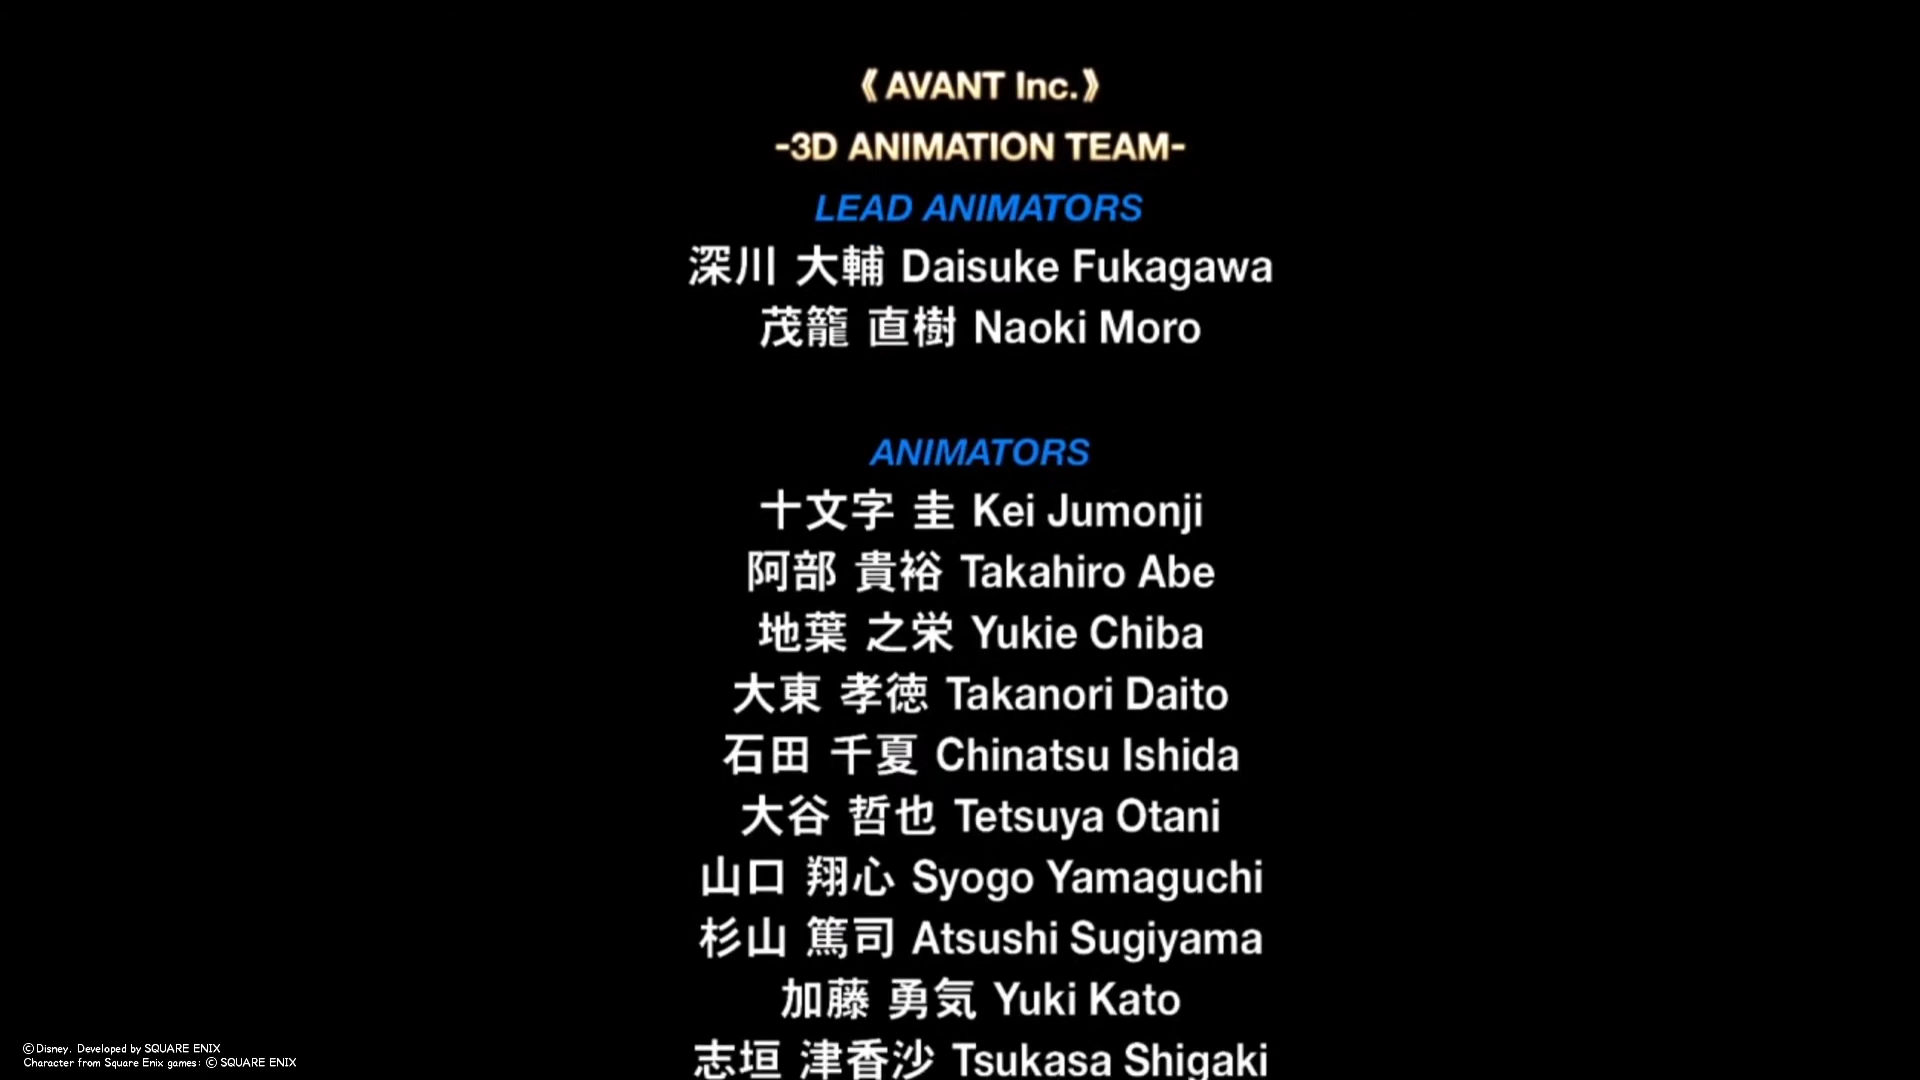 《AVANT Inc.》
-3D ANIMATION TEAM-
LEAD ANIMATORS
深川 大輔 Daisuke Fukagawa
茂籠 直樹 Naoki Moro
ANIMATORS
十文字 圭 Kei Jumonji
阿部 貴裕 Takahiro Abe
地葉 之栄 Yukie Chiba
大東 孝徳 Takanori Daito
石田 千夏 Chinatsu Ishida
大谷 哲也 Tetsuya Otani
山口 翔心 Syogo Yamaguchi
杉山 篤司 Atsushi Sugiyama
加藤 勇気 Yuki Kato
志垣 津香沙 Tsukasa Shigaki
©Disney. Developed by SQUARE ENIX
Character from Square Enix games: © SQUARE ENIX